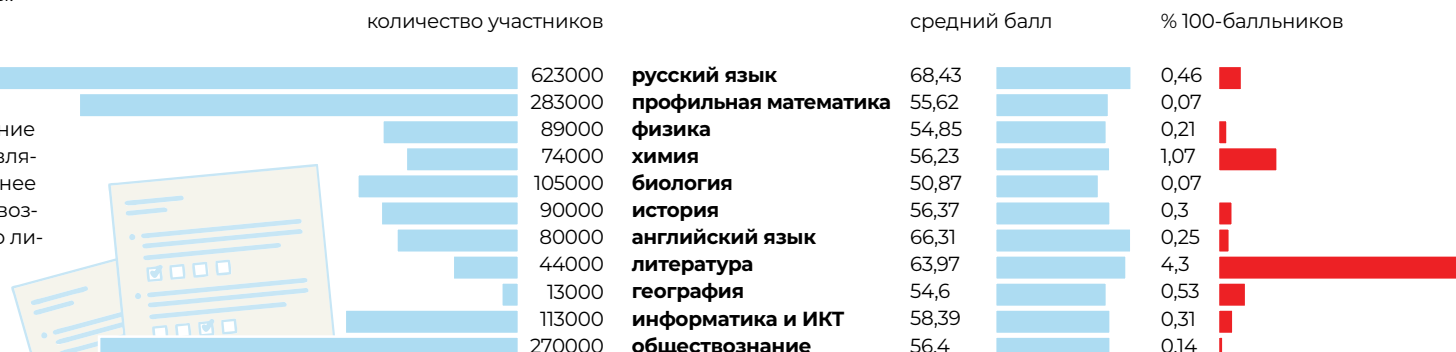 количество участников средний балл % 100-балльников
623000 русский язык 68,43 0,46
283000 профильная математика 55,62 0,07
89000 физика 54,85 0,21
74000 химия 56,23 1,07
105000 биология 50,87 0,07
90000 история 56,37 0,3
80000 английский язык 66,31 0,25
44000 литература 63,97 4,3
13000 география 54,6 0,53
113000 информатика и ИКТ 58,39 0,31
270000 обществознание 56,4 0,14